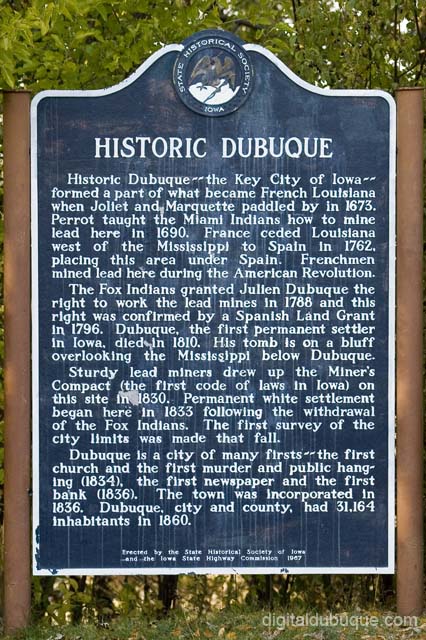 STATE HISTORICAL SOCIETY
IOWA
HISTORIC DUBUQUE
Historic Dubuque--the Key City of Iowa--
formed a part of what became French Louisiana
when Joliet and Marquette paddled by in 1673.
Perrot taught the Miami Indians how to mine
lead here in 1690. France ceded Louisiana
west of the Mississippi to Spain in 1762,
placing this area under Spain. Frenchmen
mined lead here during the American Revolution.
The Fox Indians granted Julien Dubuque the
right to work the lead mines in 1788 and this
right was confirmed by a Spanish Land Grant
in 1796. Dubuque, the first permanent settler
in Iowa, died in 1810. His tomb is on a bluff
overlooking the Mississippi below Dubuque.
Sturdy lead miners drew up the Miner's
Compact (the first code of laws in Iowa) on
this site in 1830. Permanent white settlement
began here in 1833 following the withdrawal
of the Fox Indians. The first survey of the
city limits was made that fall.
Dubuque is a city of many firsts--the first
church and the first murder and public hang-
ing (1834), the first newspaper and the first
bank (1836). The town was incorporated in
1836. Dubuque, city and county, had 31,164
inhabitants in 1860.
Erected by the State Historical Society of Iowa
and the Iowa State Highway Commission 1967
digitaldubuque.com